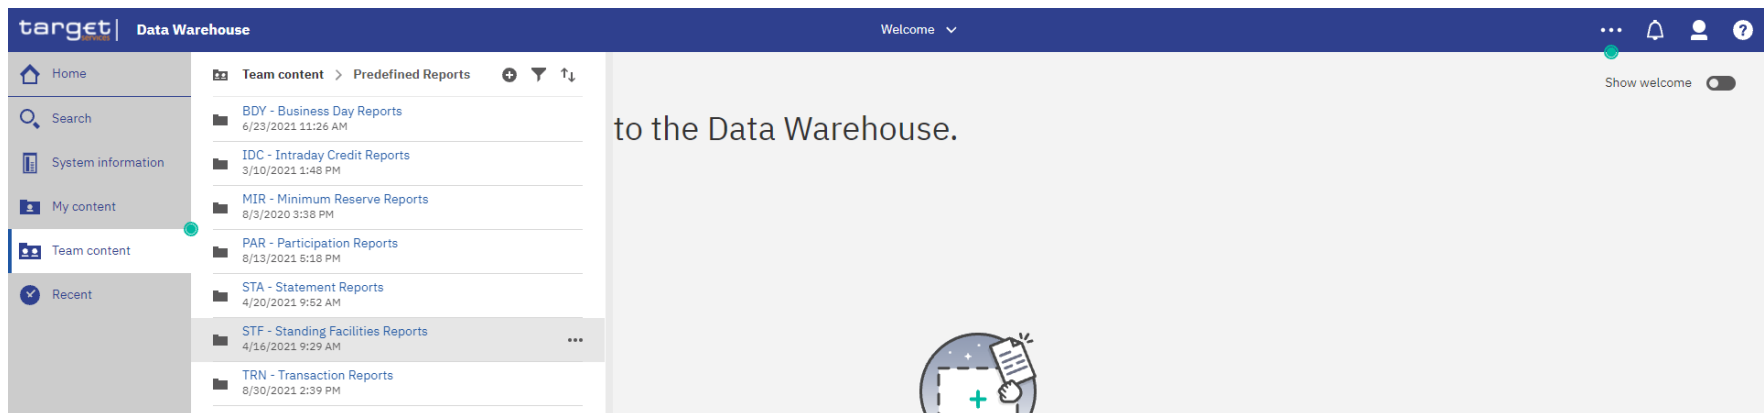 target services Data Warehouse Welcome ?
Home
Search
System information
My content
Team content
Recent
Team content > Predefined Reports
BDY - Business Day Reports
6/23/2021 11:26 AM
IDC - Intraday Credit Reports
3/10/2021 1:48 PM
MIR - Minimum Reserve Reports
8/3/2020 3:38 PM
PAR - Participation Reports
8/13/2021 5:18 PM
STA - Statement Reports
4/20/2021 9:52 AM
STF - Standing Facilities Reports
4/16/2021 9:29 AM
TRN - Transaction Reports
8/30/2021 2:39 PM
Show welcome
to the Data Warehouse.